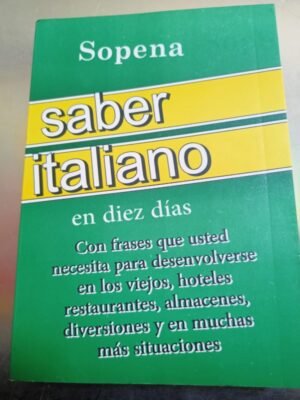 Sopena
saber
italiano
en diez días
Con frases que usted
necesita para desenvolverse
en los viejos, hoteles
restaurantes, almacenes,
diversiones y en muchas
más situaciones